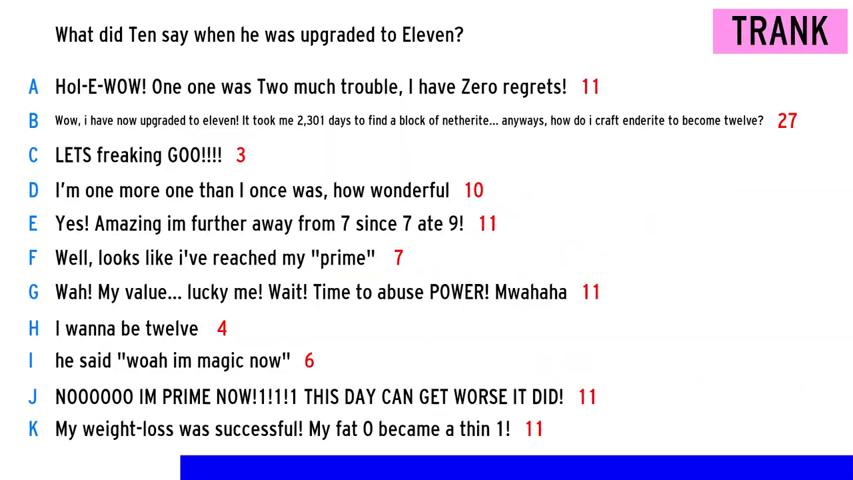 What did Ten say when he was upgraded to Eleven?
TRANK
A Hol-E-WOW! One one was Two much trouble, I have Zero regrets! 11
B Wow, i have now upgraded to eleven! It took me 2,301 days to find a block of netherite... anyways, how do i craft enderite to become twelve? 27
C LETS freaking GOO!!!! 3
D I'm one more one than I once was, how wonderful 10
E Yes! Amazing im further away from 7 since 7 ate 9! 11
F Well, looks like i've reached my "prime" 7
G Wah! My value... lucky me! Wait! Time to abuse POWER! Mwahaha 11
H I wanna be twelve 4
I he said "woah im magic now" 6
J NOOOOOO IM PRIME NOW!1!1!1 THIS DAY CAN GET WORSE IT DID! 11
K My weight-loss was successful! My fat 0 became a thin 1! 11